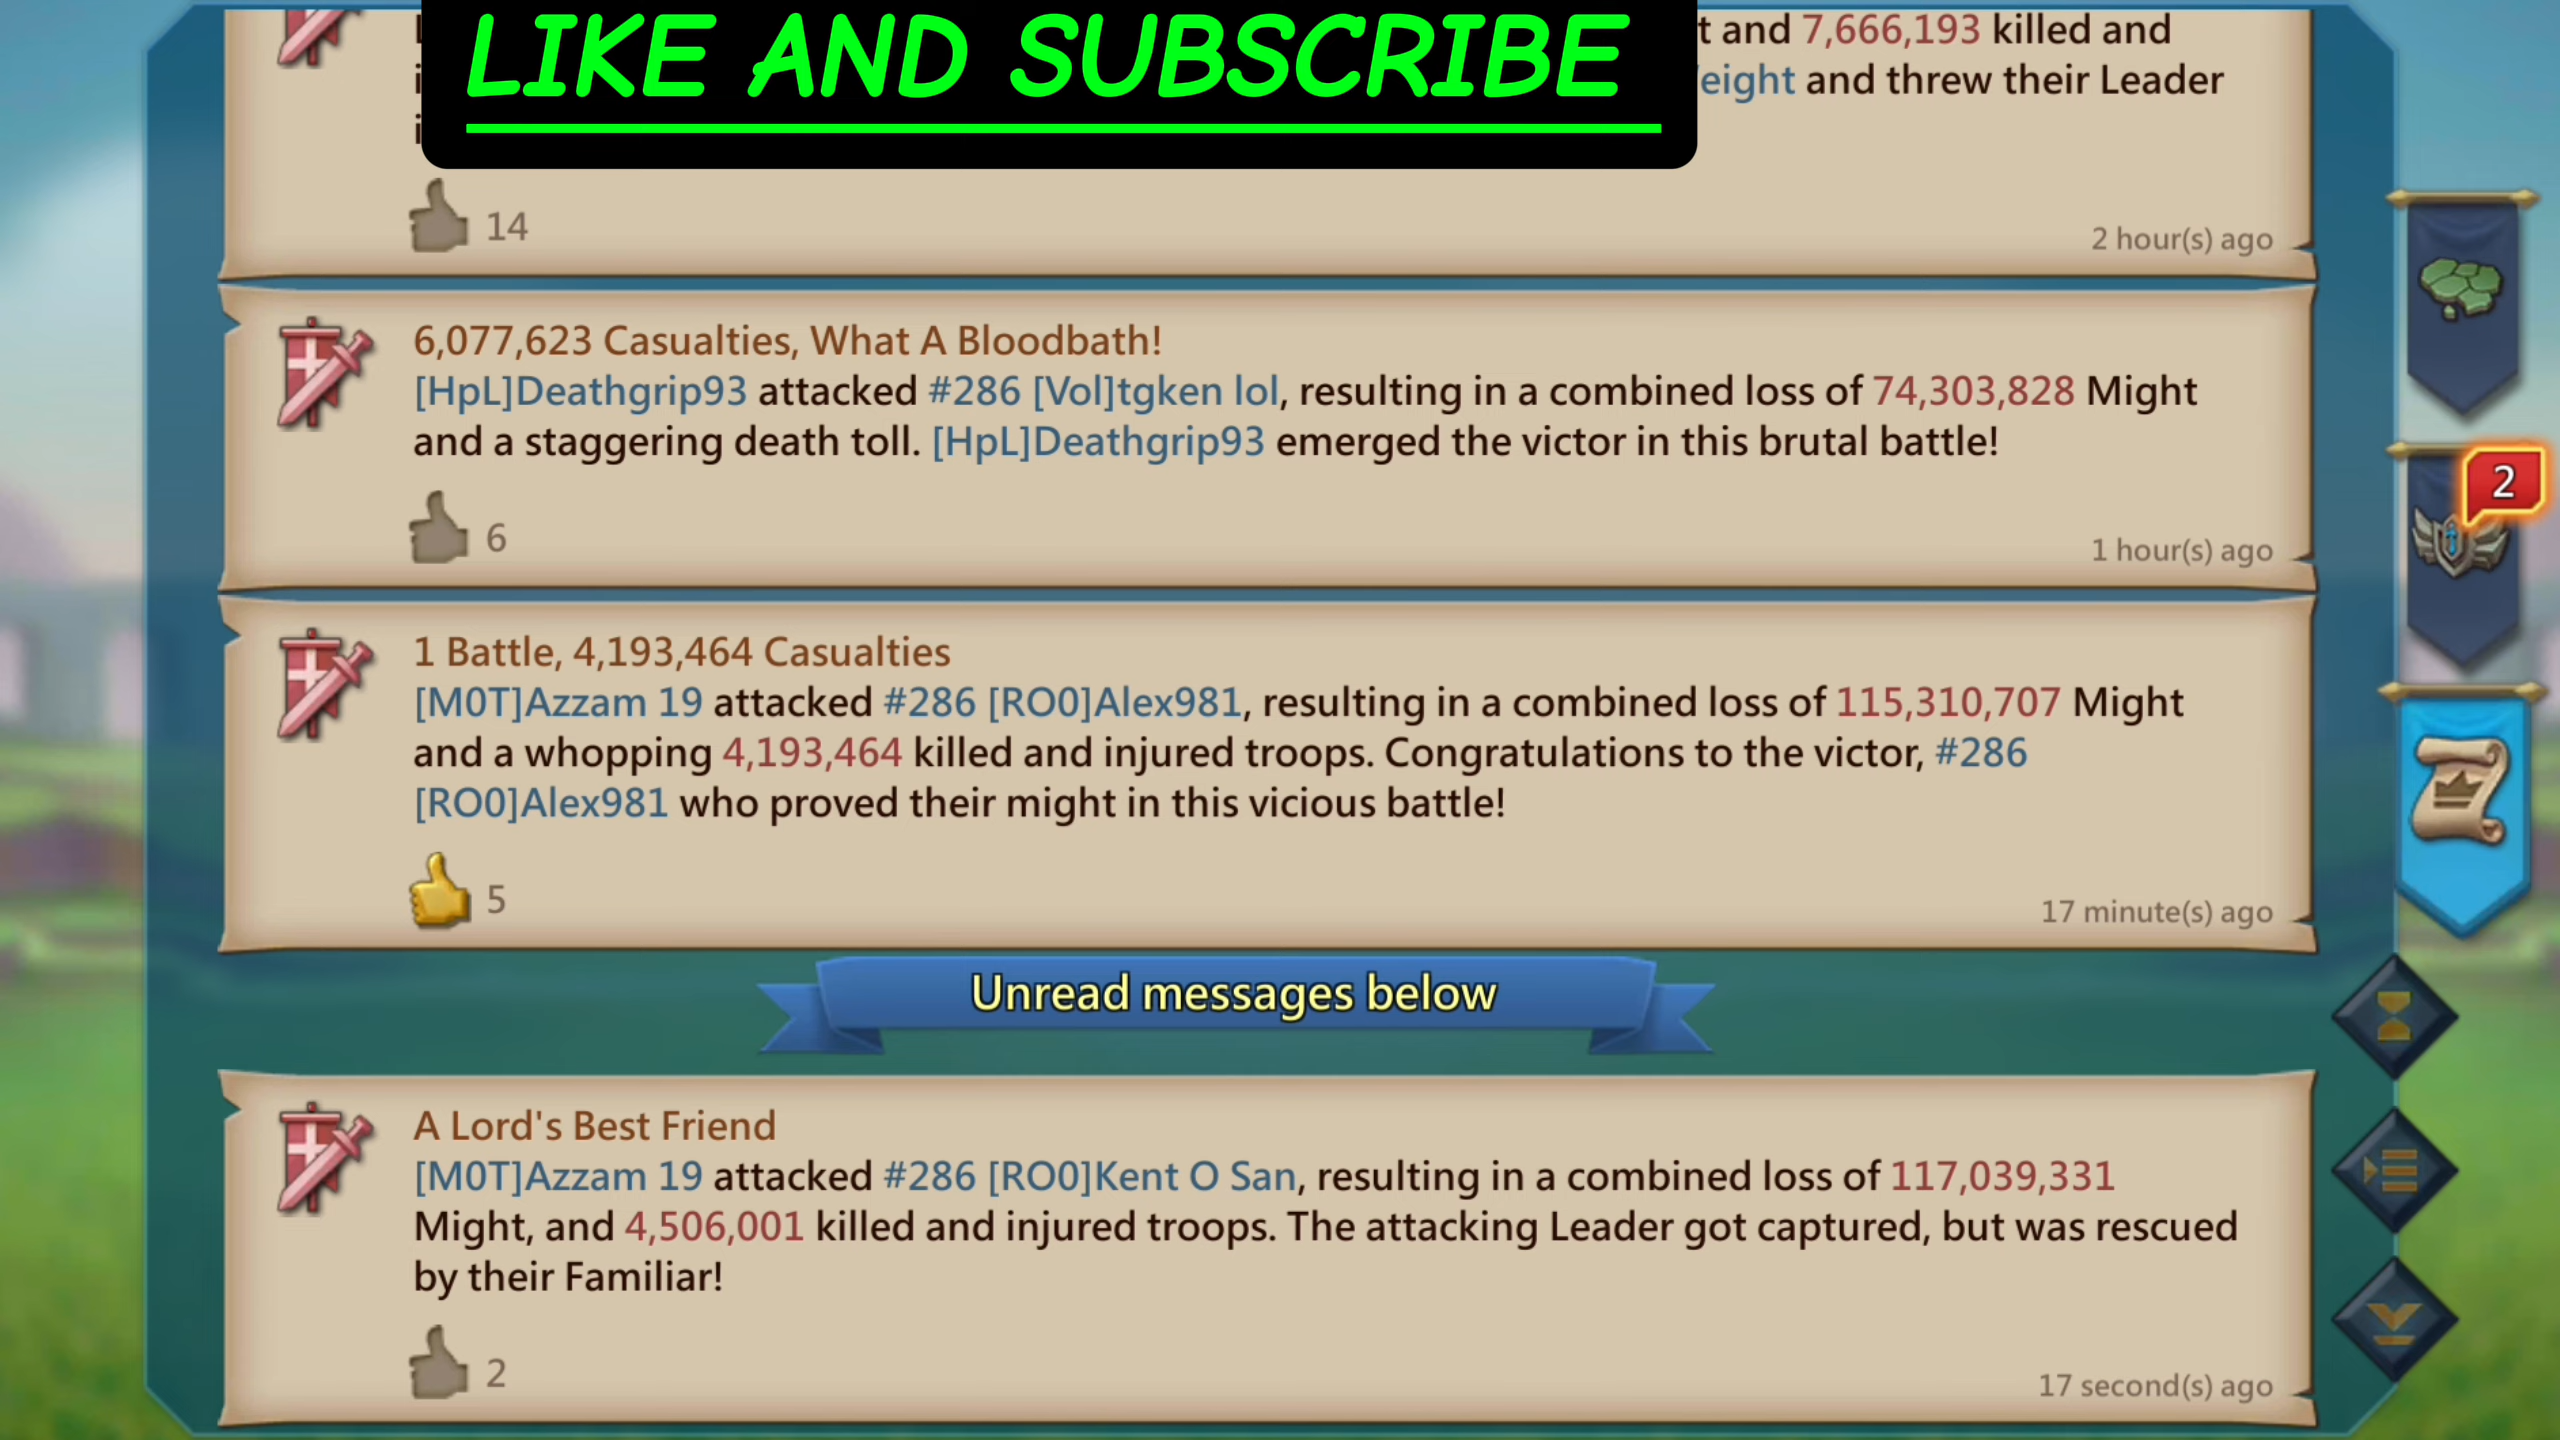 LIKE AND SUBSCRIBE
t and 7,666,193 killed and
eight and threw their Leader
14
2 hour(s) ago
6,077,623 Casualties, What A Bloodbath!
[HpL]Deathgrip93 attacked #286 [Vol]tgken lol, resulting in a combined loss of 74,303,828 Might
and a staggering death toll. [HpL]Deathgrip93 emerged the victor in this brutal battle!
6
1 hour(s) ago
2
1 Battle, 4,193,464 Casualties
[M0T]Azzam 19 attacked #286 [RO0]Alex981, resulting in a combined loss of 115,310,707 Might
and a whopping 4,193,464 killed and injured troops. Congratulations to the victor, #286
[RO0]Alex981 who proved their might in this vicious battle!
5
17 minute(s) ago
Unread messages below
A Lord's Best Friend
[M0T]Azzam 19 attacked #286 [RO0]Kent O San, resulting in a combined loss of 117,039,331
Might, and 4,506,001 killed and injured troops. The attacking Leader got captured, but was rescued
by their Familiar!
2
17 second(s) ago